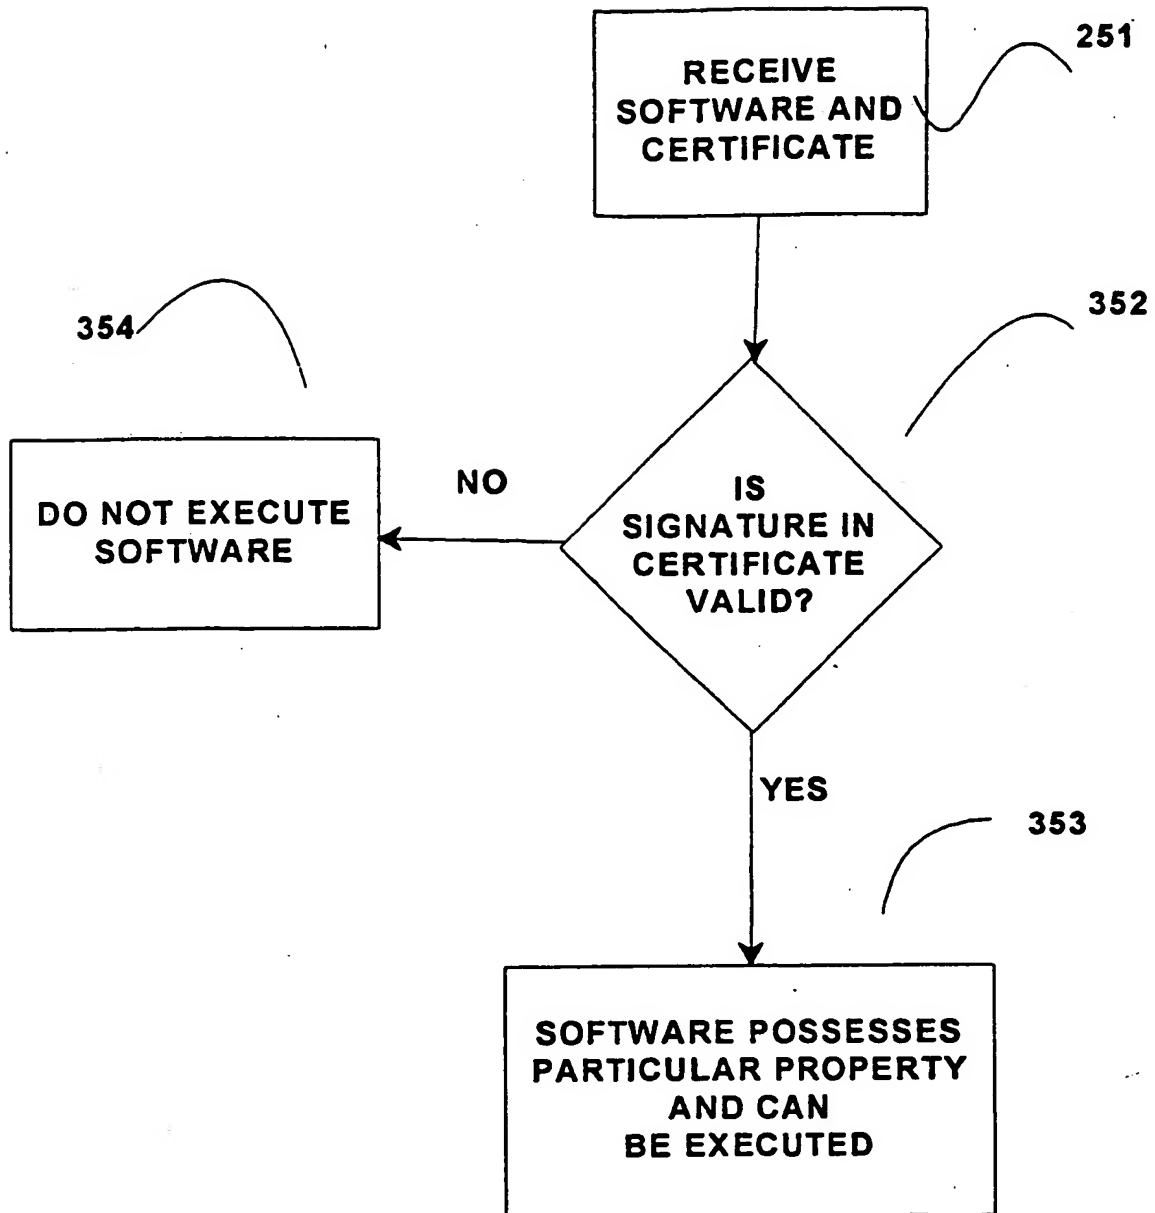 251
RECEIVE
SOFTWARE AND
CERTIFICATE
352
354
IS
SIGNATURE IN
CERTIFICATE
VALID?
NO
DO NOT EXECUTE
SOFTWARE
YES
353
SOFTWARE POSSESSES
PARTICULAR PROPERTY
AND CAN
BE EXECUTED